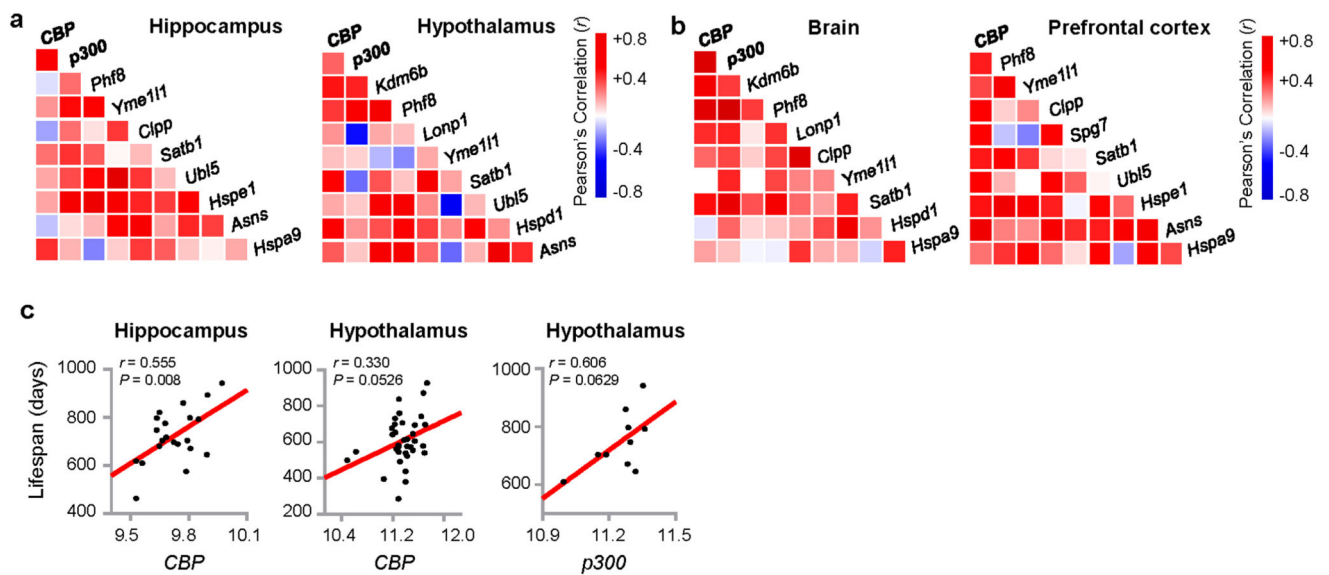 a
Hippocampus
CBP
p300
Phf8
Yme1l1
Clpp
Satb1
Ubl5
Hspe1
Asns
Hspa9
Hypothalamus
CBP
p300
Kdm6b
Phf8
Lonp1
Yme1l1
Satb1
Ubl5
Hspd1
Asns
+0.8
+0.4
-0.4
-0.8
Pearson's Correlation (r)
b
Brain
CBP
p300
Kdm6b
Phf8
Lonp1
Clpp
Yme1l1
Satb1
Hspd1
Hspa9
Prefrontal cortex
CBP
Phf8
Yme1l1
Clpp
Spg7
Satb1
Ubl5
Hspe1
Asns
Hspa9
Pearson's Correlation (r)
+0.8
+0.4
-0.4
-0.8
c
Hippocampus
r = 0.555
P = 0.008
Lifespan (days)
1000
800
600
400
9.5 9.8 10.1
CBP
Hypothalamus
r = 0.330
P = 0.0526
1000
800
600
400
200
10.4 11.2 12.0
CBP
Hypothalamus
r = 0.606
P = 0.0629
1000
800
600
10.9 11.2 11.5
p300